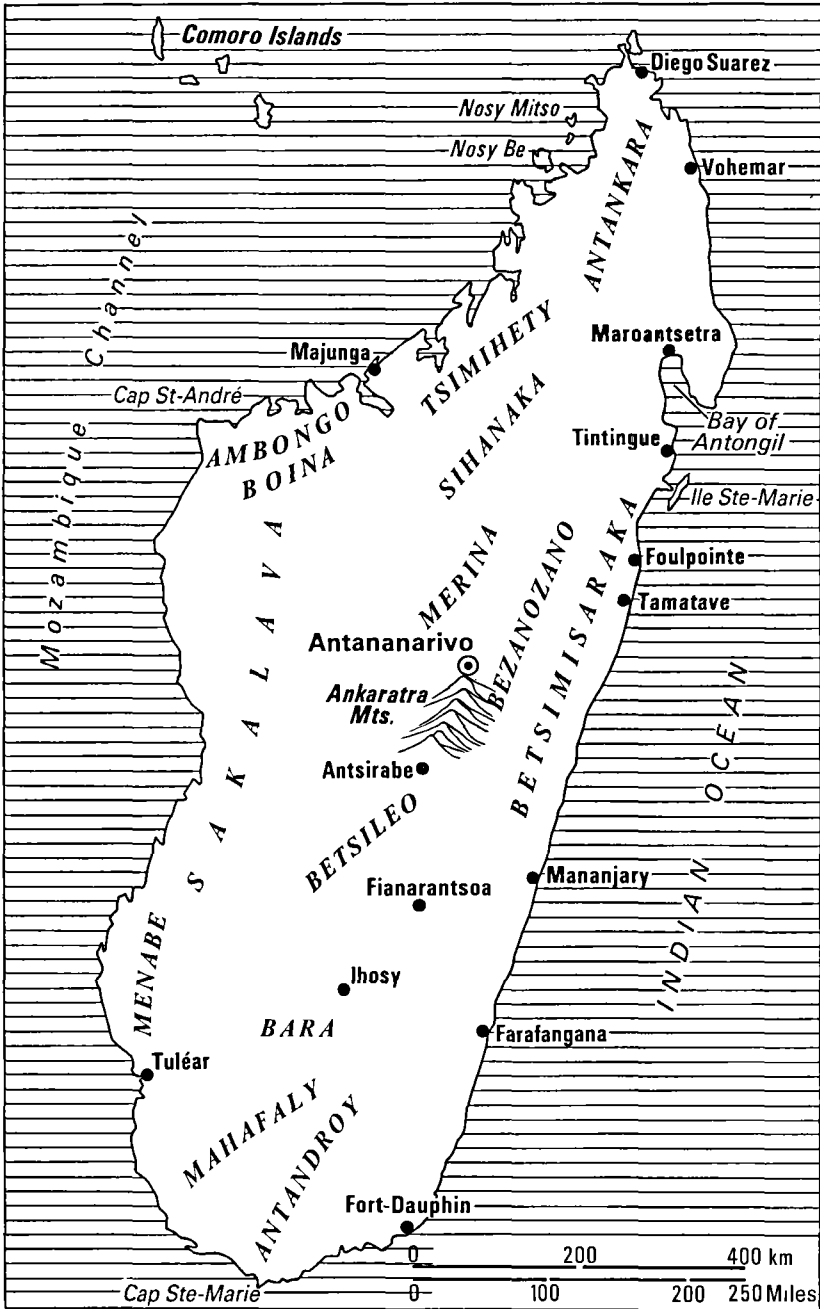 Comoro Islands
Diego Suarez
Nosy Mitso
Nosy Be
Vohemar
ANTANKARA
Mozambique Channel
Maroantsetra
Majunga
TSIMIHETY
Cap St-André
Bay of
Antongil
AMBONGO
BOINA
SIHANAKA
Tintingue
Ile Ste-Marie
MERINA
BEZANOZANO
Foulpointe
Tamatave
BETSIMISARAKA
SAKALAVA
Antananarivo
Ankaratra
Mts.
INDIAN OCEAN
Antsirabe
BETSILEO
Mananjary
Fianarantsoa
MENABE
Ihosy
BARA
Farafangana
Tuléar
MAHAFALY
ANTANDROY
Fort-Dauphin
0 200 400 km
Cap Ste-Marie
0 100 200 250 Miles